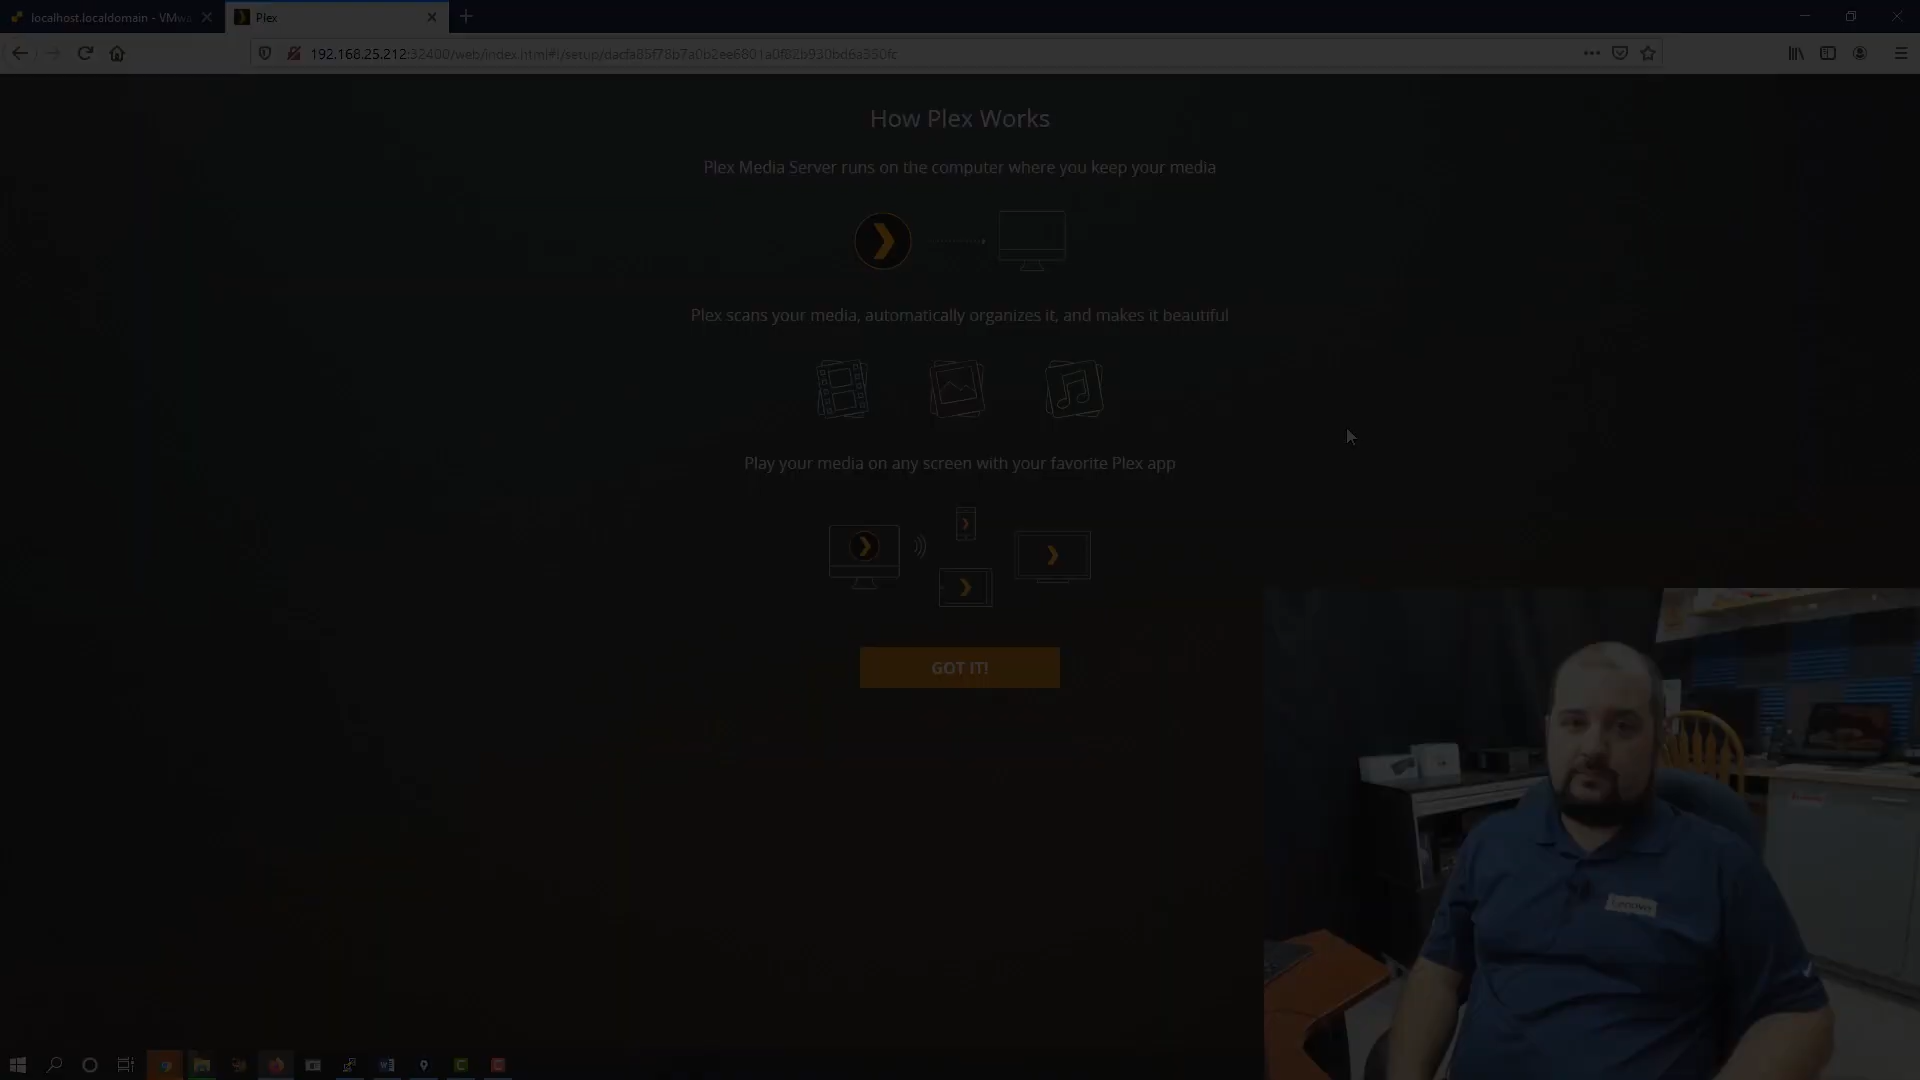 localhost.localdomain - VMwa
Plex
192.168.25.212:32400/web/index.html#!/setup/dacfa85f78b7a0b2ee6801a0f82b930bd6a350fc
How Plex Works
Plex Media Server runs on the computer where you keep your media
Plex scans your media, automatically organizes it, and makes it beautiful
Play your media on any screen with your favorite Plex app
GOT IT!
Lenovo